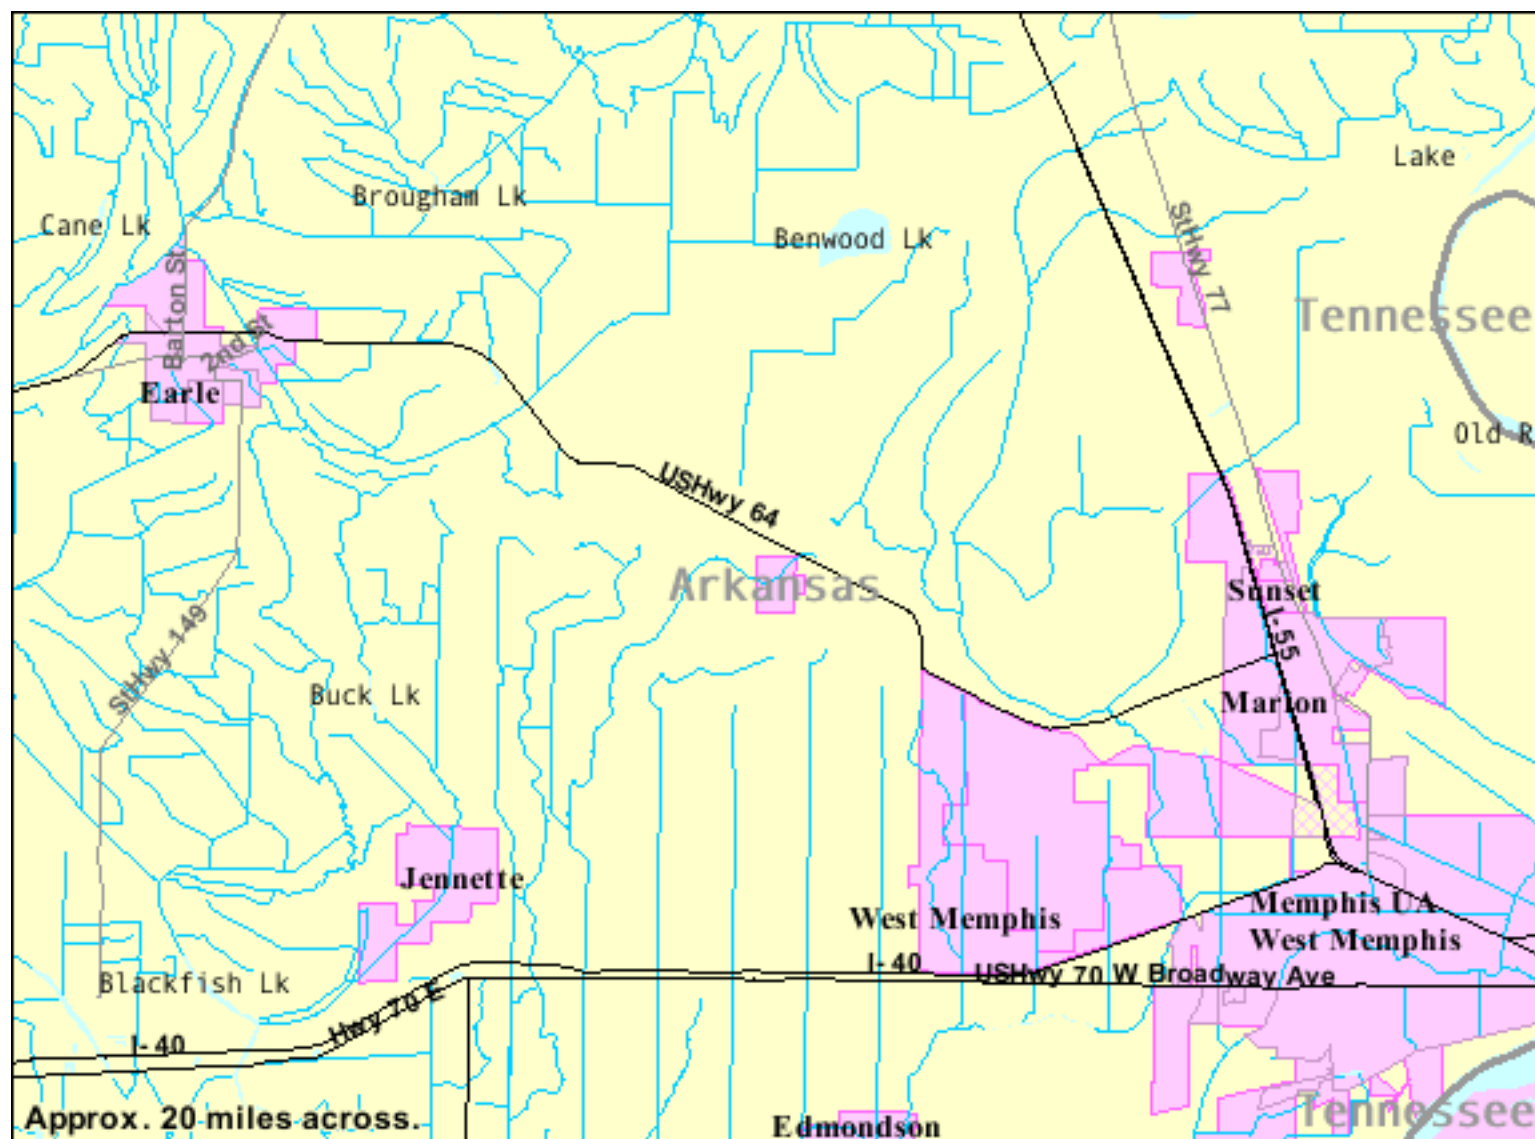 Lake
Brougham Lk
Cane Lk
Benwood Lk
StHwy 77
Barton St
Tennessee
2nd St
Earle
Old R
USHwy 64
Arkansas
Sunset
I-55
StHwy 149
Buck Lk
Marion
Jennette
West Memphis
Memphis UA
West Memphis
I-40
USHwy 70 W Broadway Ave
Blackfish Lk
Hwy 70 E
I-40
Approx. 20 miles across.
Edmondson
Tennessee